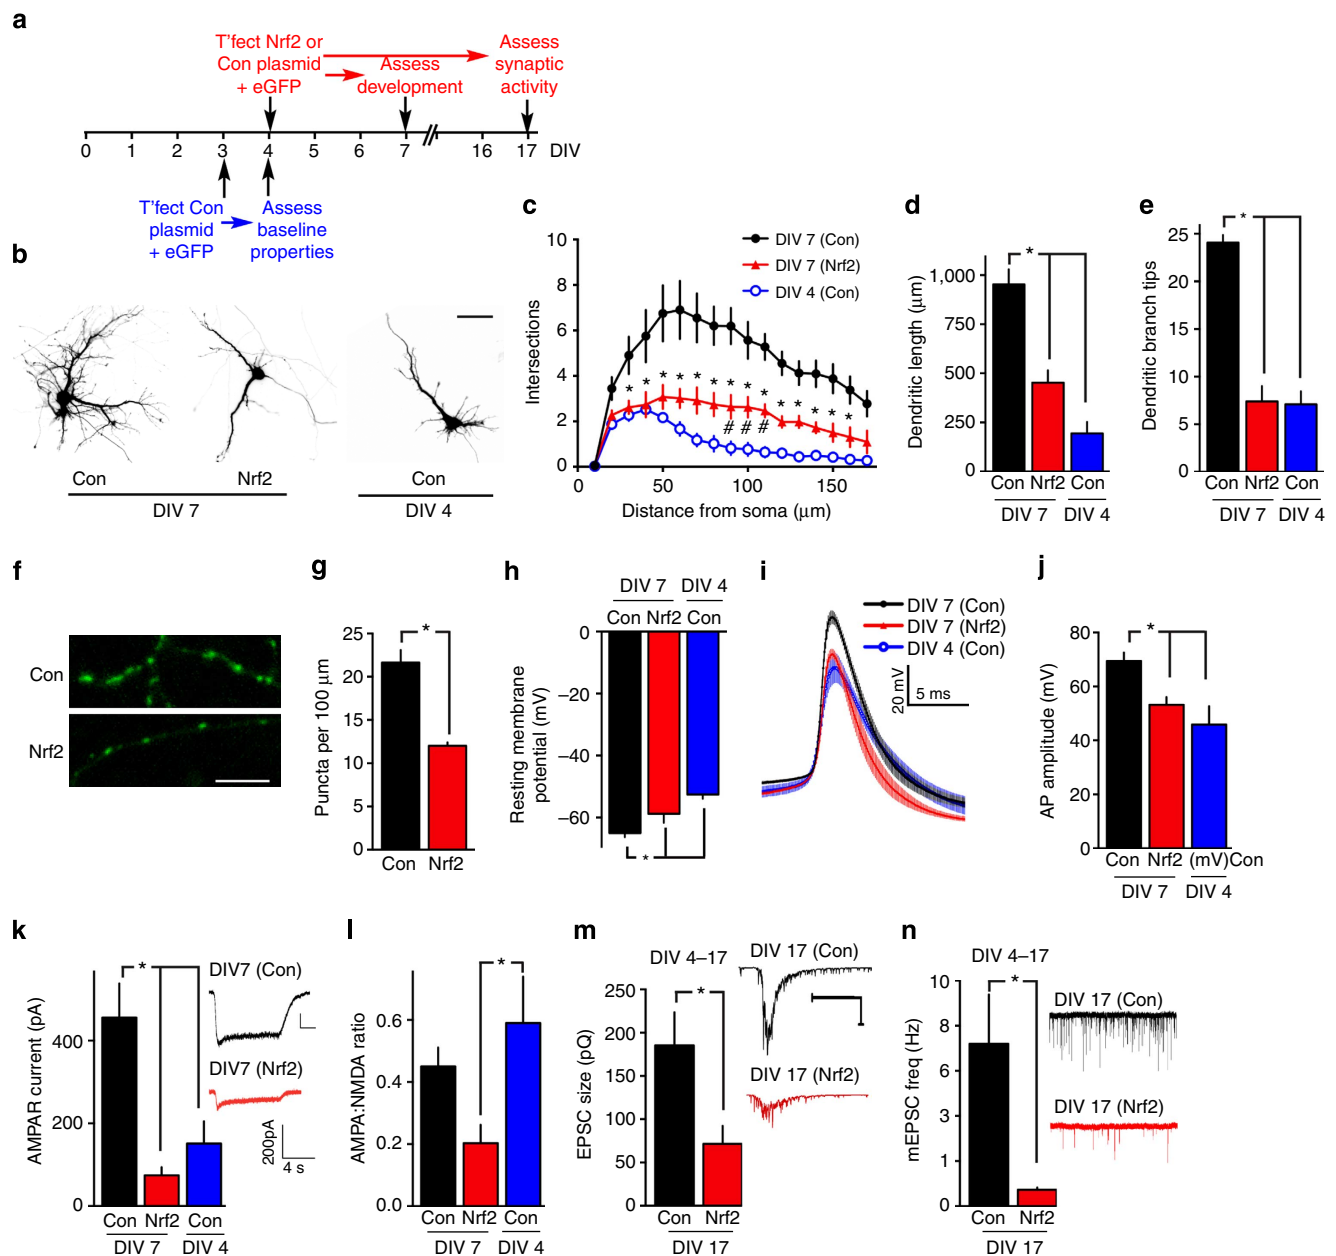 a
T'fect Nrf2 or
Con plasmid
+ eGFP
Assess
development
Assess
synaptic
activity
0 1 2 3 4 5 6 7 16 17 DIV
T'fect Con
plasmid
+ eGFP
Assess
baseline
properties
b
Con Nrf2 Con
DIV 7 DIV 4
c
Intersections
10
8
6
4
2
0
DIV 7 (Con)
DIV 7 (Nrf2)
DIV 4 (Con)
* * * * * * * * * * * * * *
# # #
0 50 100 150
Distance from soma (μm)
d
Dendritic length (μm)
1,000
750
500
250
0
*
Con Nrf2 Con
DIV 7 DIV 4
e
Dendritic branch tips
25
20
15
10
5
0
*
Con Nrf2 Con
DIV 7 DIV 4
f
Con
Nrf2
g
Puncta per 100 μm
25
20
15
10
5
0
*
Con Nrf2
h
DIV 7 DIV 4
Con Nrf2 Con
Resting membrane
potential (mV)
0
−20
−40
−60
*
i
DIV 7 (Con)
DIV 7 (Nrf2)
DIV 4 (Con)
20 mV
5 ms
j
AP amplitude (mV)
80
60
40
20
0
*
Con Nrf2 (mV)Con
DIV 7 DIV 4
k
AMPAR current (pA)
400
200
0
*
DIV7 (Con)
DIV7 (Nrf2)
200pA
4 s
Con Nrf2 Con
DIV 7 DIV 4
l
AMPA:NMDA ratio
0.6
0.4
0.2
0.0
*
Con Nrf2 Con
DIV 7 DIV 4
m
DIV 4–17
EPSC size (pQ)
250
200
150
100
50
0
*
DIV 17 (Con)
DIV 17 (Nrf2)
Con Nrf2
DIV 17
n
DIV 4–17
mEPSC freq (Hz)
10
8
6
3
1
0
*
DIV 17 (Con)
DIV 17 (Nrf2)
Con Nrf2
DIV 17